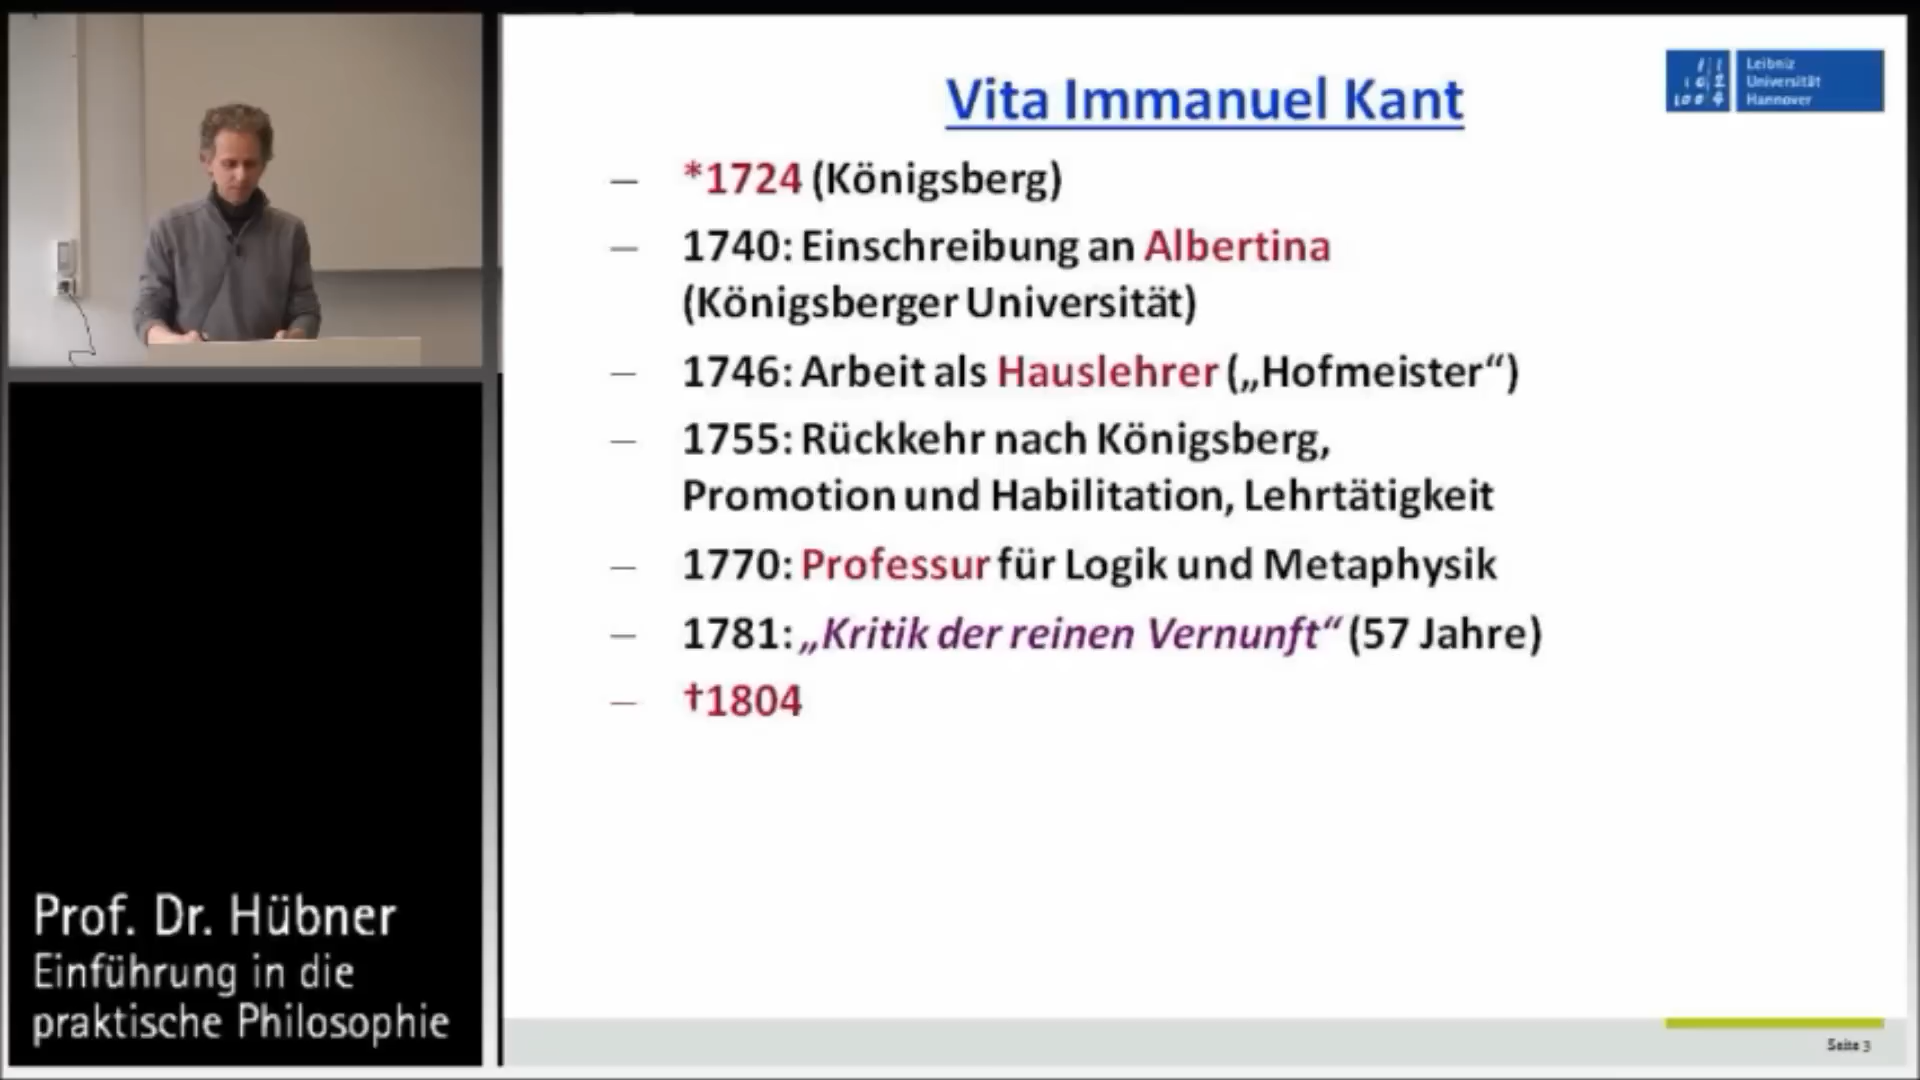 Vita Immanuel Kant
Leibniz
Universität
Hannover
– *1724 (Königsberg)
– 1740: Einschreibung an Albertina
(Königsberger Universität)
– 1746: Arbeit als Hauslehrer („Hofmeister“)
– 1755: Rückkehr nach Königsberg,
Promotion und Habilitation, Lehrtätigkeit
– 1770: Professur für Logik und Metaphysik
– 1781: „Kritik der reinen Vernunft“ (57 Jahre)
– †1804
Prof. Dr. Hübner
Einführung in die
praktische Philosophie
Seite 3